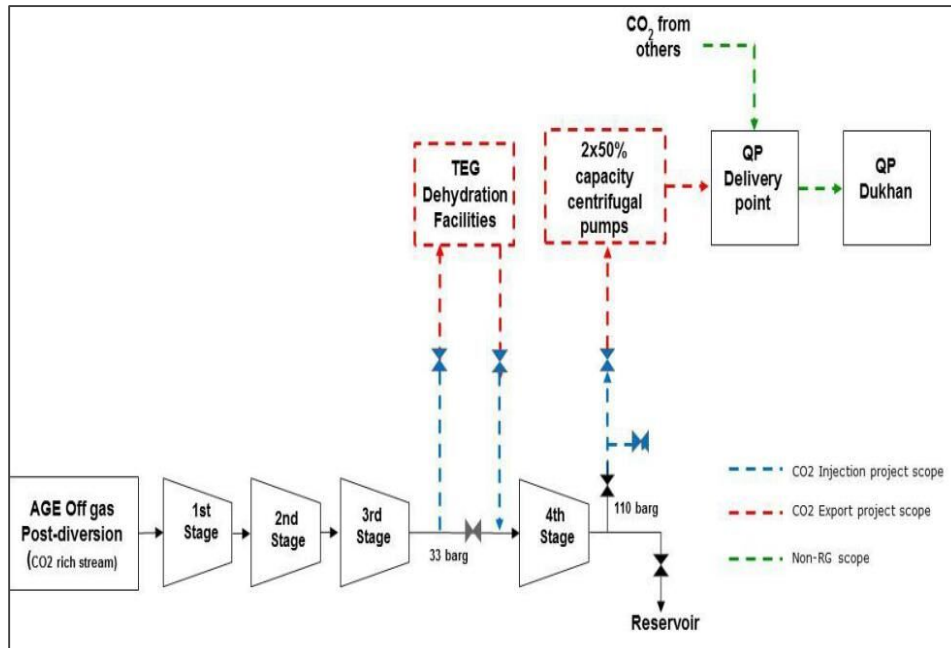 CO2 from
others
TEG
Dehydration
Facilities
2x50%
capacity
centrifugal
pumps
QP
Delivery
point
QP
Dukhan
AGE Off gas
Post-diversion
(CO2 rich stream)
1st
Stage
2nd
Stage
3rd
Stage
33 barg
4th
Stage
110 barg
Reservoir
CO2 Injection project scope
CO2 Export project scope
Non-RG scope